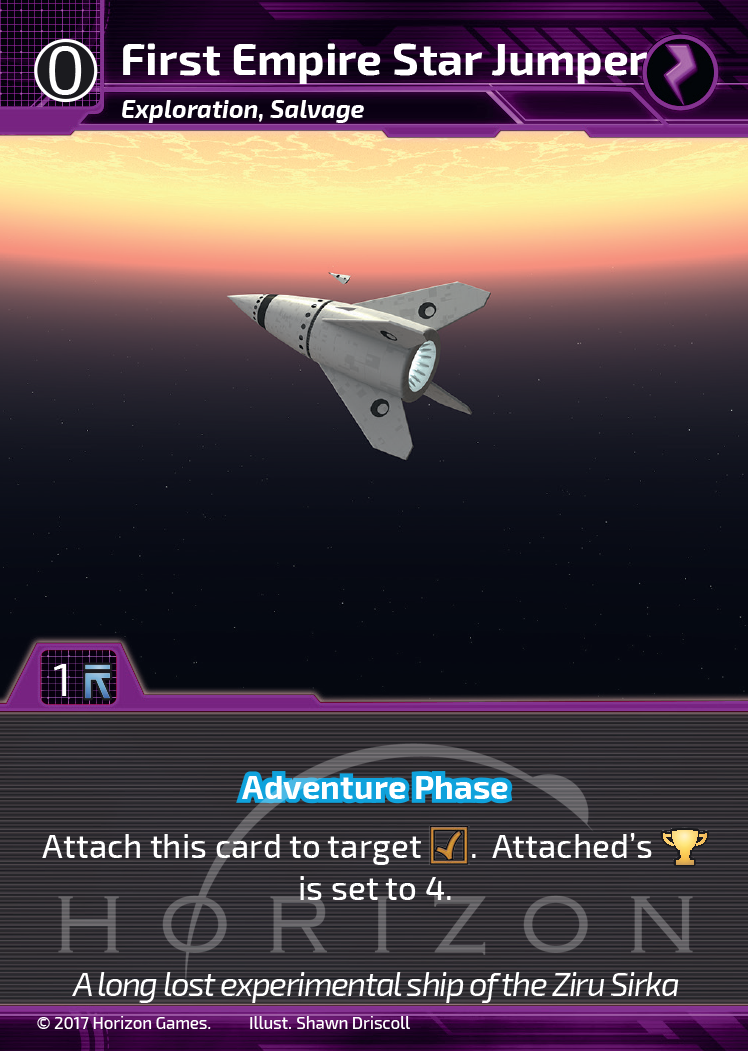 0
First Empire Star Jumper
Exploration, Salvage
1
Adventure Phase
Attach this card to target . Attached’s
is set to 4.
HORIZON
A long lost experimental ship of the Ziru Sirka
© 2017 Horizon Games. Illust. Shawn Driscoll